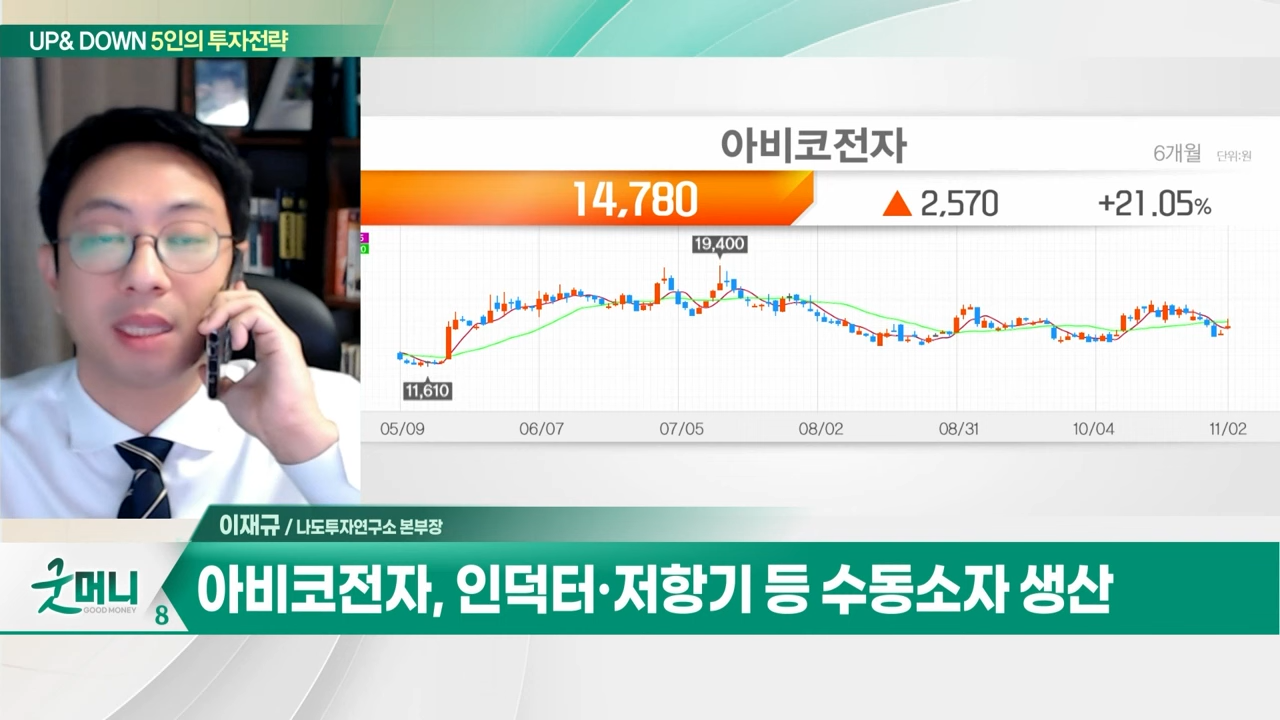 UP& DOWN 5인의 투자전략
아비코전자
6개월 단위:원
14,780 ▲ 2,570 +21.05%
19,400
11,610
05/09 06/07 07/05 08/02 08/31 10/04 11/02
이재규 / 나도투자연구소 본부장
굿머니
GOOD MONEY
8
아비코전자, 인덕터·저항기 등 수동소자 생산